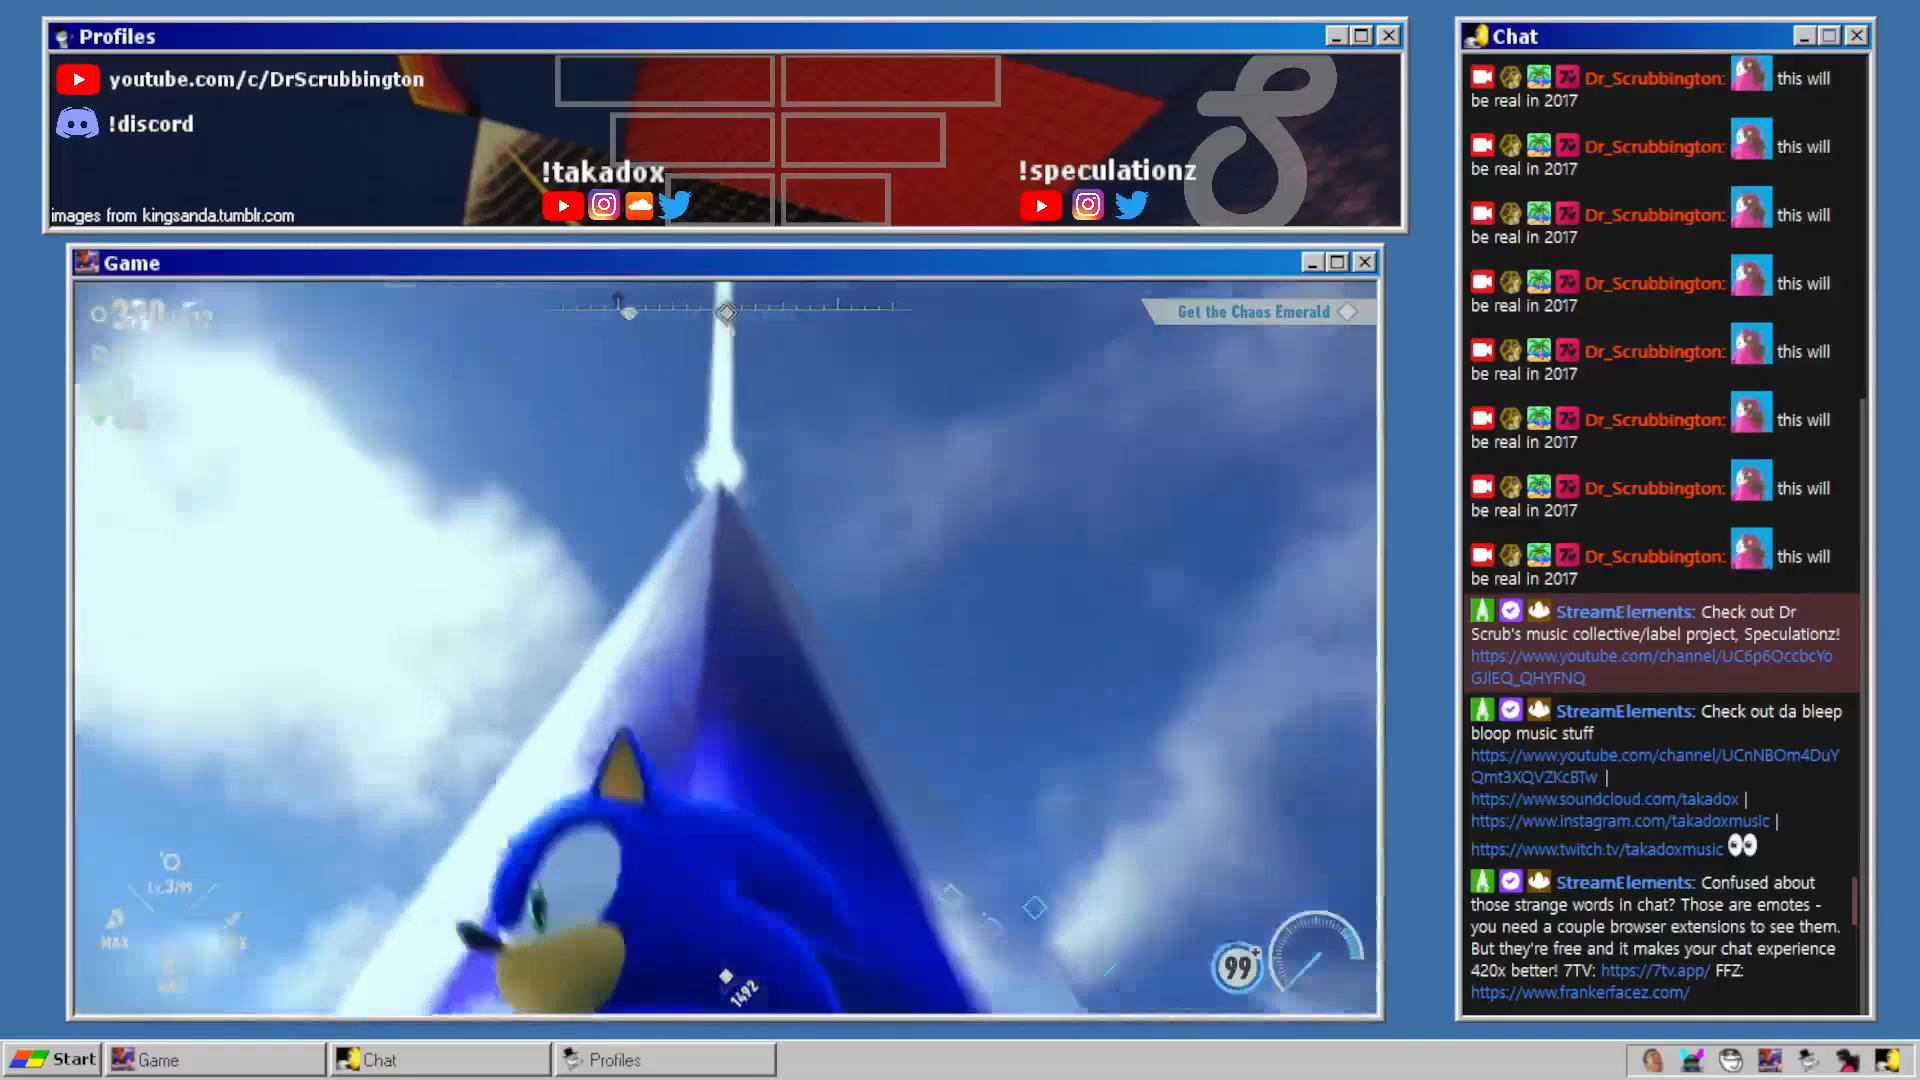 Profiles
youtube.com/c/DrScrubbington
!discord
!takadox
!speculationz
images from kingsanda.tumblr.com
Game
Get the Chaos Emerald
Lv.3/99
MAX
1492
99+
Chat
Dr_Scrubbington: this will
be real in 2017
Dr_Scrubbington: this will
be real in 2017
Dr_Scrubbington: this will
be real in 2017
Dr_Scrubbington: this will
be real in 2017
Dr_Scrubbington: this will
be real in 2017
Dr_Scrubbington: this will
be real in 2017
Dr_Scrubbington: this will
be real in 2017
Dr_Scrubbington: this will
be real in 2017
StreamElements: Check out Dr
Scrub's music collective/label project, Speculationz!
https://www.youtube.com/channel/UC6p6OccbcYo
GJlEQ_QHYFNQ
StreamElements: Check out da bleep
bloop music stuff
https://www.youtube.com/channel/UCnNBOm4DuY
Qmt3XQVZKcBTw |
https://www.soundcloud.com/takadox |
https://www.instagram.com/takadoxmusic |
https://www.twitch.tv/takadoxmusic
StreamElements: Confused about
those strange words in chat? Those are emotes -
you need a couple browser extensions to see them.
But they're free and it makes your chat experience
420x better! 7TV: https://7tv.app/ FFZ:
https://www.frankerfacez.com/
Start
Game
Chat
Profiles